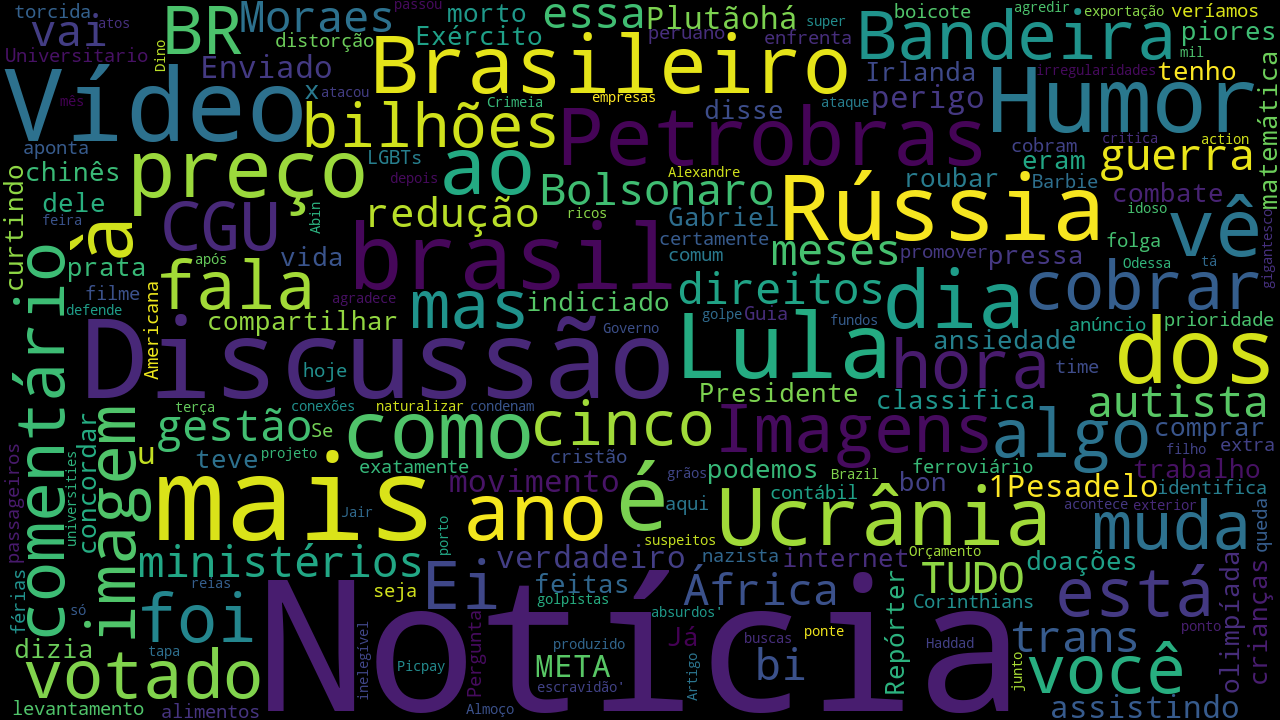 torcida
atos
vai
Universitario
Dino
BR
Moraes
passou
distorção
Enviado
morto
Exército
essa
Plutãohá
peruano
super
enfrenta
boicote
agredir
exportação
veríamos
piores
mil
Bandeira
Brasileiro
Vídeo
mês
x
atacou
Crimeia
empresas
disse
ataque
Irlanda
perigo
irregularidades
tenho
Humor
matemática
bilhões
Petrobras
aponta
chinês
preço
LGBTs
ao
depois
Alexandre
cobram
eram
critica
action
guerra
Barbie
combate
roubar
Rússia
curtindo
dele
feira
à
CGU
Abin
redução
Bolsonaro
ricos
Gabriel
certamente
comum
meses
promover
pressa
idoso
folga
vê
Odessa
tá
gigantesco
prata
após
vida
brasil
filme
defende
Americana
fala
agradece
compartilhar
mas
indiciado
direitos
dia
cobrar
Governo
golpe
Guia
fundos
ansiedade
anúncio
prioridade
comentário
Discussão
hoje
Lula
hora
time
dos
Presidente
terça
conexões
naturalizar
condenam
classifica
autista
gestão
Se
como
cinco
Imagens
algo
comprar
filho
extra
imagem
concordar
universities
passageiros
u
teve
projeto
exatamente
cristão
movimento
grãos
podemos
Brazil
ferroviário
trabalho
mais
Jair
ano
é
aqui
contábil
bon
1Pesadelo
identifica
acontece
exterior
Ucrânia
muda
queda
porto
suspeitos
ministérios
verdadeiro
nazista
internet
Orçamento
doações
reias
férias
só
foi
seja
Ei
feitas
África
TUDO
está
olimpíada
crianças
golpistas
absurdos'
Corinthians
Repórter
Notícia
inelegível
dizia
tapa
Pergunta
produzido
Já
buscas
ponte
Haddad
trans
ponto
votado
Picpay
META
escravidão'
Artigo
bi
junto
você
levantamento
alimentos
Almoço
assistindo